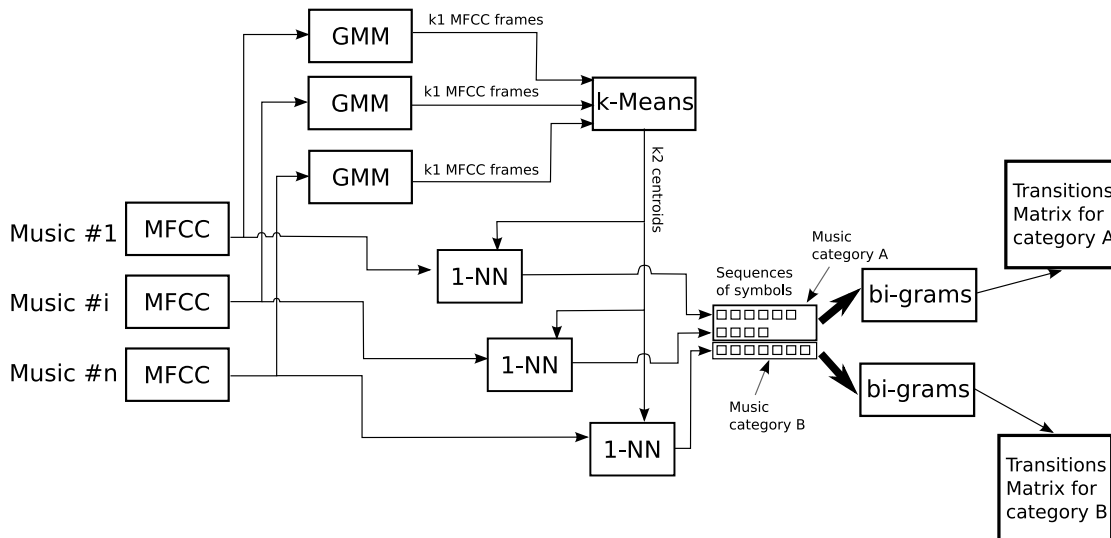 k1 MFCC frames
GMM
k1 MFCC frames
GMM
k-Means
k1 MFCC frames
GMM
k2 centroids
Music #1
MFCC
1-NN
Music #i
MFCC
1-NN
Music #n
MFCC
1-NN
Sequences
of symbols
Music
category A
Music
category B
bi-grams
bi-grams
Transitions
Matrix for
category A
Transitions
Matrix for
category B